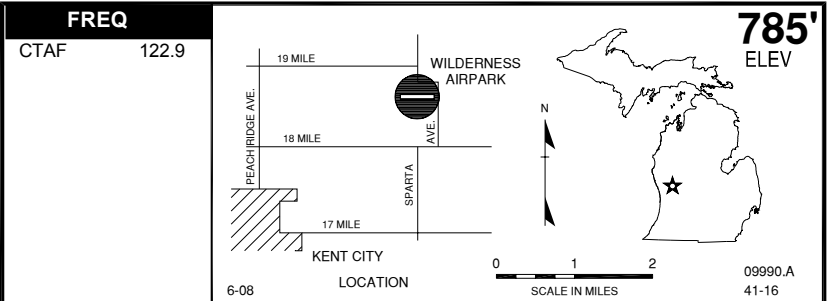 FREQ
CTAF 122.9
19 MILE
WILDERNESS
AIRPARK
PEACH RIDGE AVE.
18 MILE
AVE.
SPARTA
17 MILE
KENT CITY
LOCATION
6-08
785'
ELEV
N
0 1 2
SCALE IN MILES
09990.A
41-16